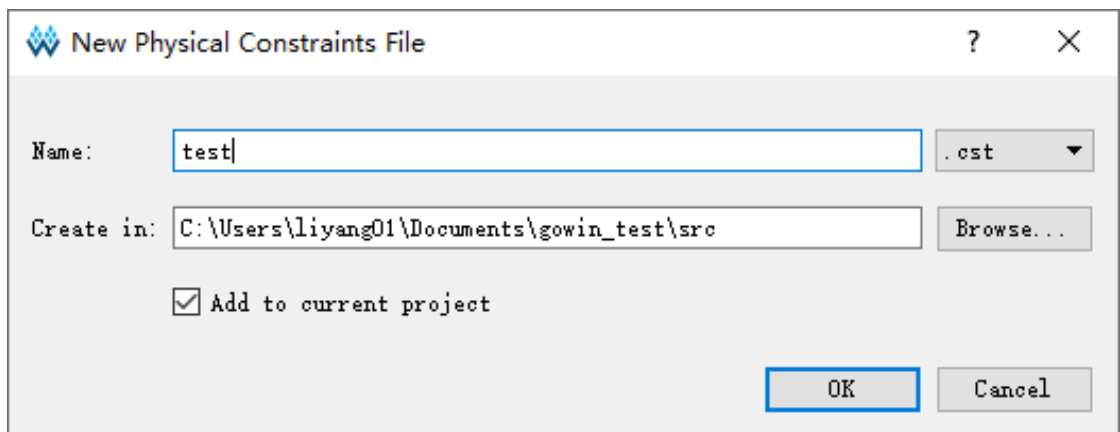 New Physical Constraints File ?
Name: test .cst
Create in: C:\Users\liyang01\Documents\gowin_test\src Browse...
Add to current project
OK Cancel